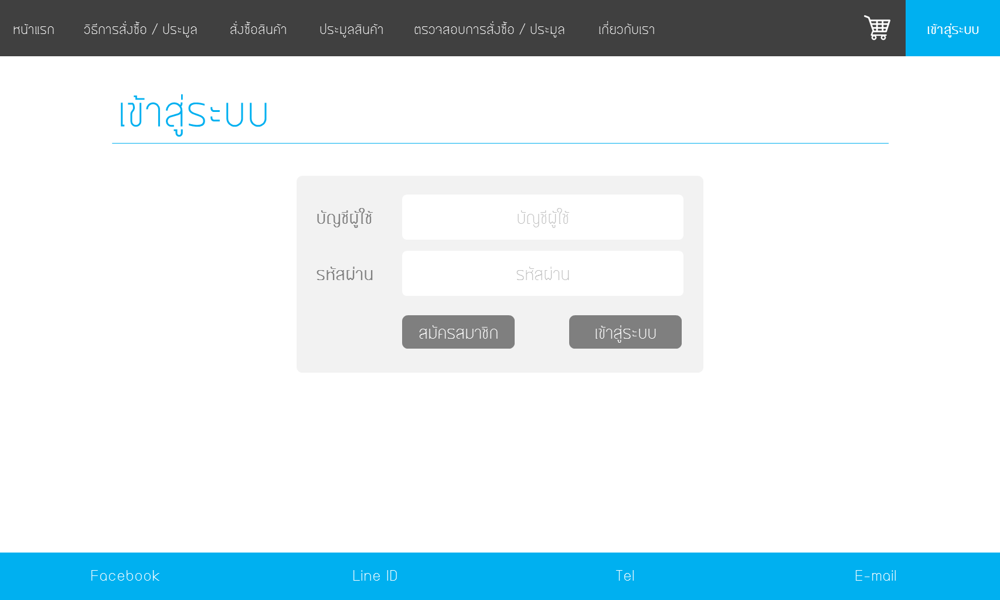 หน้าแรก วิธีการสั่งซื้อ / ประมูล สั่งซื้อสินค้า ประมูลสินค้า ตรวจสอบการสั่งซื้อ / ประมูล เกี่ยวกับเรา เข้าสู่ระบบ
เข้าสู่ระบบ
บัญชีผู้ใช้ บัญชีผู้ใช้
รหัสผ่าน รหัสผ่าน
สมัครสมาชิก เข้าสู่ระบบ
Facebook Line ID Tel E-mail